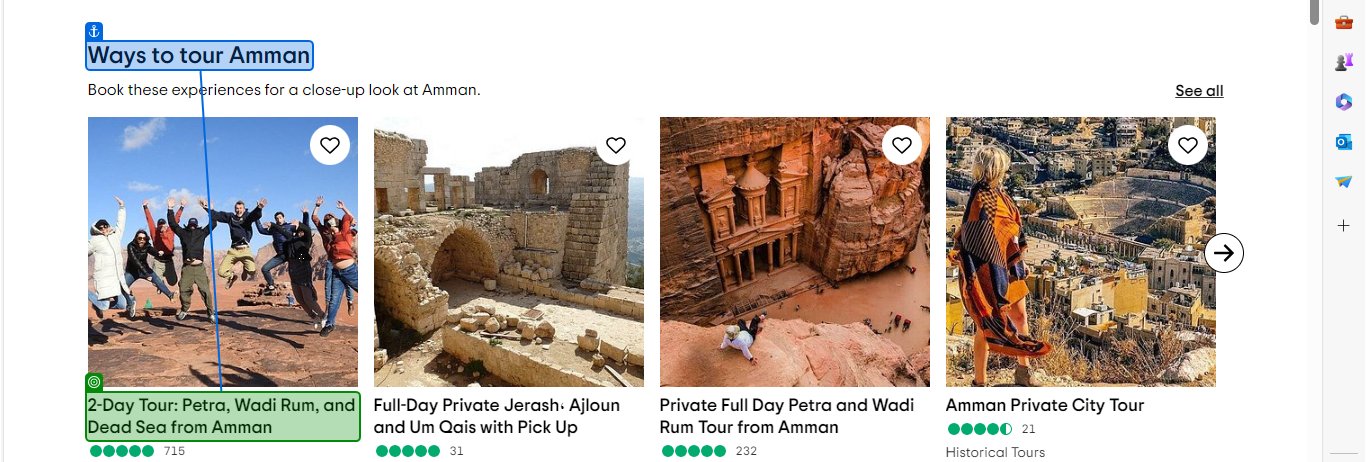 Ways to tour Amman
Book these experiences for a close-up look at Amman.
See all
2-Day Tour: Petra, Wadi Rum, and
Dead Sea from Amman
715
Full-Day Private Jerash, Ajloun
and Um Qais with Pick Up
31
Private Full Day Petra and Wadi
Rum Tour from Amman
232
Amman Private City Tour
21
Historical Tours